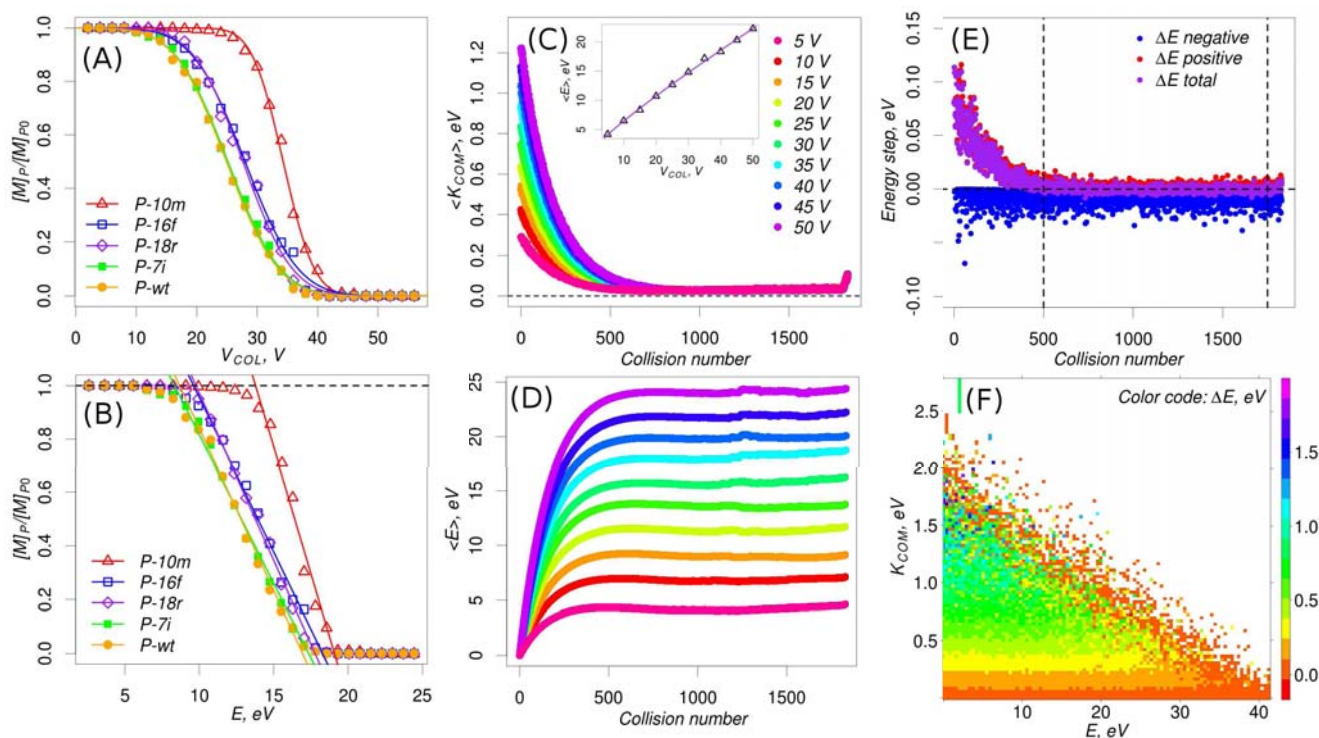 (A)
[M]P/[M]P0
1.0
0.8
0.6
0.4
0.2
0.0
P-10m
P-16f
P-18r
P-7i
P-wt
0 10 20 30 40 50
VCOL, V
(B)
[M]P/[M]P0
1.0
0.8
0.6
0.4
0.2
0.0
P-10m
P-16f
P-18r
P-7i
P-wt
5 10 15 20 25
E, eV
(C)
<KCOM>, eV
1.2
1.0
0.8
0.6
0.4
0.2
0.0
<E>, eV
20
15
10
5
10 20 30 40 50
VCOL, V
5 V
10 V
15 V
20 V
25 V
30 V
35 V
40 V
45 V
50 V
0 500 1000 1500
Collision number
(D)
<E>, eV
25
20
15
10
5
0
0 500 1000 1500
Collision number
(E)
Energy step, eV
0.10
0.05
0.00
-0.10
ΔE negative
ΔE positive
ΔE total
0 500 1000 1500
Collision number
(F)
Color code: ΔE, eV
KCOM, eV
2.5
2.0
1.5
1.0
0.5
10 20 30 40
E, eV
1.5
1.0
0.5
0.0